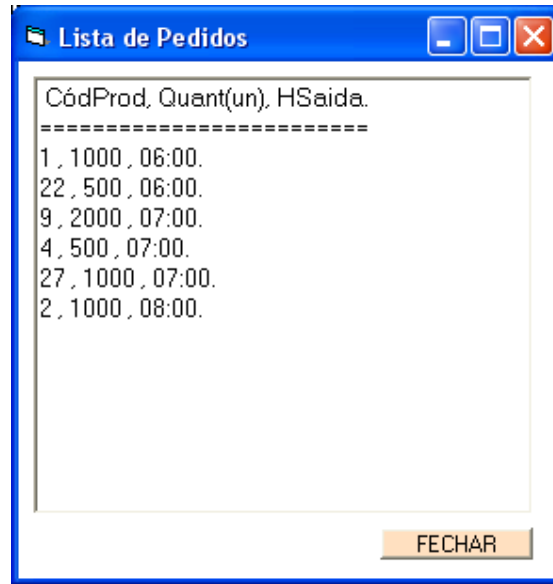 Lista de Pedidos
CódProd, Quant(un), HSaida.
=========================
1 , 1000 , 06:00.
22 , 500 , 06:00.
9 , 2000 , 07:00.
4 , 500 , 07:00.
27 , 1000 , 07:00.
2 , 1000 , 08:00.
FECHAR